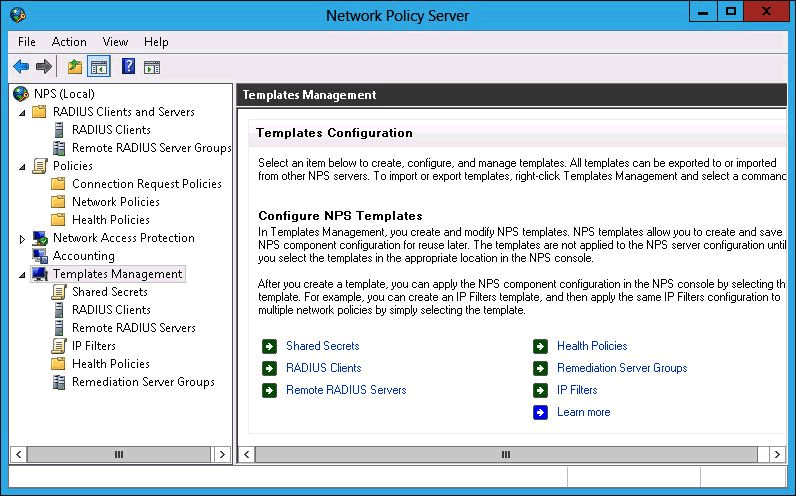 Network Policy Server
File Action View Help
NPS (Local)
RADIUS Clients and Servers
RADIUS Clients
Remote RADIUS Server Groups
Policies
Connection Request Policies
Network Policies
Health Policies
Network Access Protection
Accounting
Templates Management
Shared Secrets
RADIUS Clients
Remote RADIUS Servers
IP Filters
Health Policies
Remediation Server Groups
Templates Management
Templates Configuration
Select an item below to create, configure, and manage templates. All templates can be exported to or imported
from other NPS servers. To import or export templates, right-click Templates Management and select a command
Configure NPS Templates
In Templates Management, you create and modify NPS templates. NPS templates allow you to create and save
NPS component configuration for reuse later. The templates are not applied to the NPS server configuration until
you select the templates in the appropriate location in the NPS console.
After you create a template, you can apply the NPS component configuration in the NPS console by selecting th
template. For example, you can create an IP Filters template, and then apply the same IP Filters configuration to
multiple network policies by simply selecting the template.
Shared Secrets
RADIUS Clients
Remote RADIUS Servers
Health Policies
Remediation Server Groups
IP Filters
Learn more